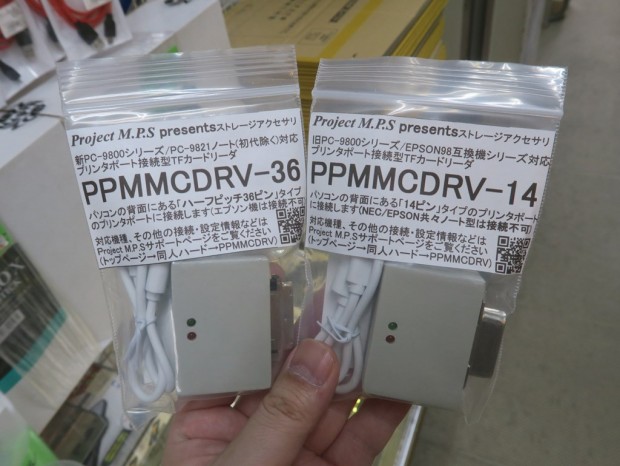 Project M.P.S presentsストレージアクセサリ
新PC-9800シリーズ/PC-9821ノート(初代除く)対応
プリンタポート接続型TFカードリーダ
PPMMCDRV-36
パソコンの背面にある「ハーフピッチ36ピン」タイプ
のプリンタポートに接続します(エプソン機は接続不可)
対応機種、その他の接続・設定情報などは
Project M.P.Sサポートページをご覧ください
(トップページ→同人ハード→PPMMCDRV)
Project M.P.S presentsストレージアクセサリ
旧PC-9800シリーズ/EPSON98互換機シリーズ対応
プリンタポート接続型TFカードリーダ
PPMMCDRV-14
パソコンの背面にある「14ピン」タイプのプリンタポート
に接続します(NEC/EPSON共々ノート型は接続不可)
対応機種、その他の接続・設定情報などは
Project M.P.Sサポートページをご覧ください
(トップページ→同人ハード→PPMMCDRV)